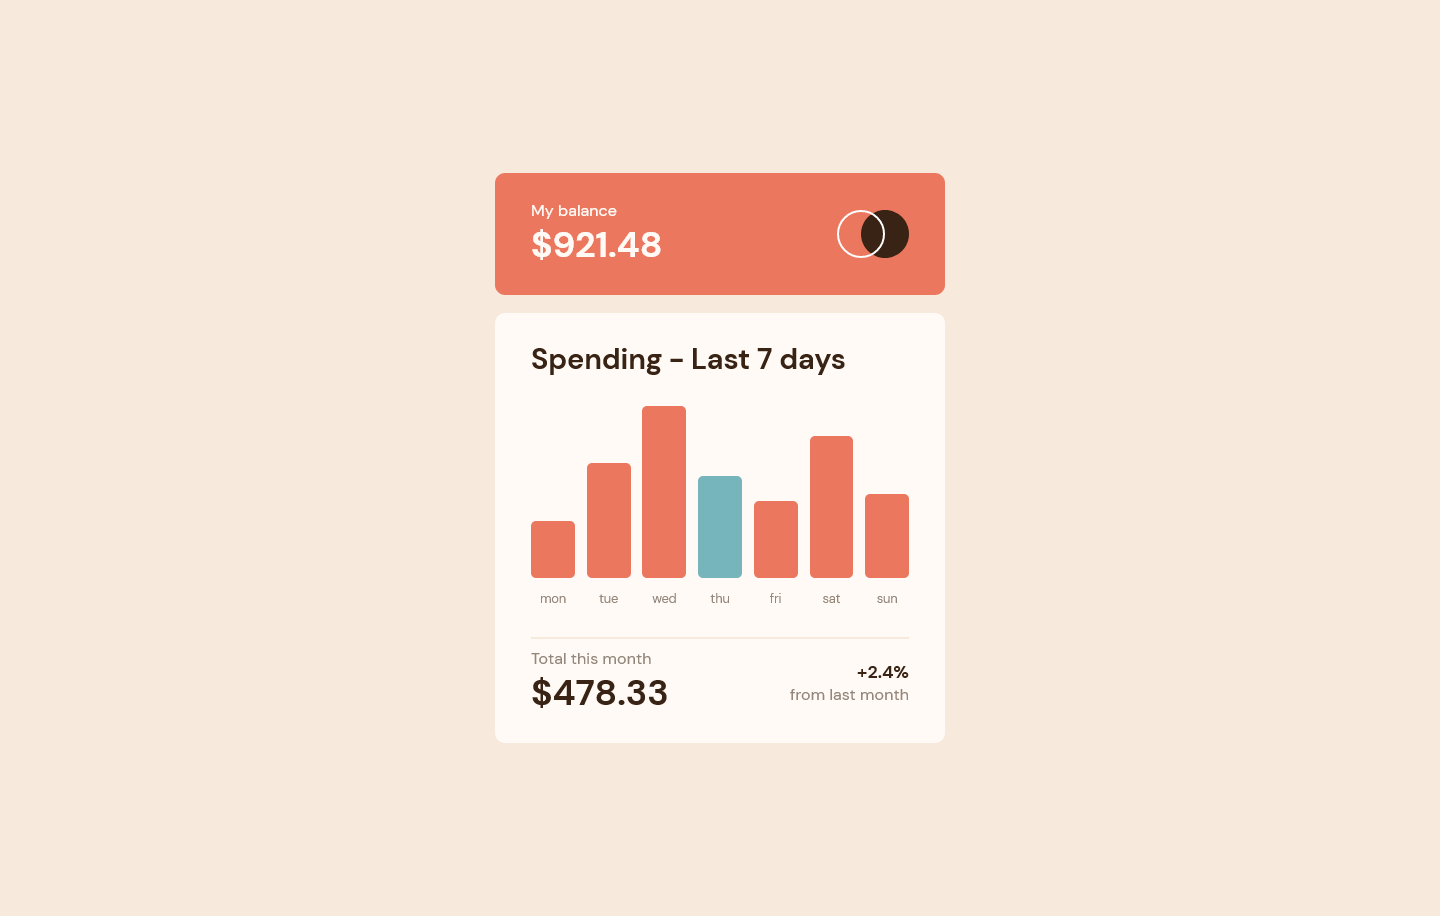 My balance
$921.48
Spending - Last 7 days
mon tue wed thu fri sat sun
Total this month
$478.33
+2.4%
from last month